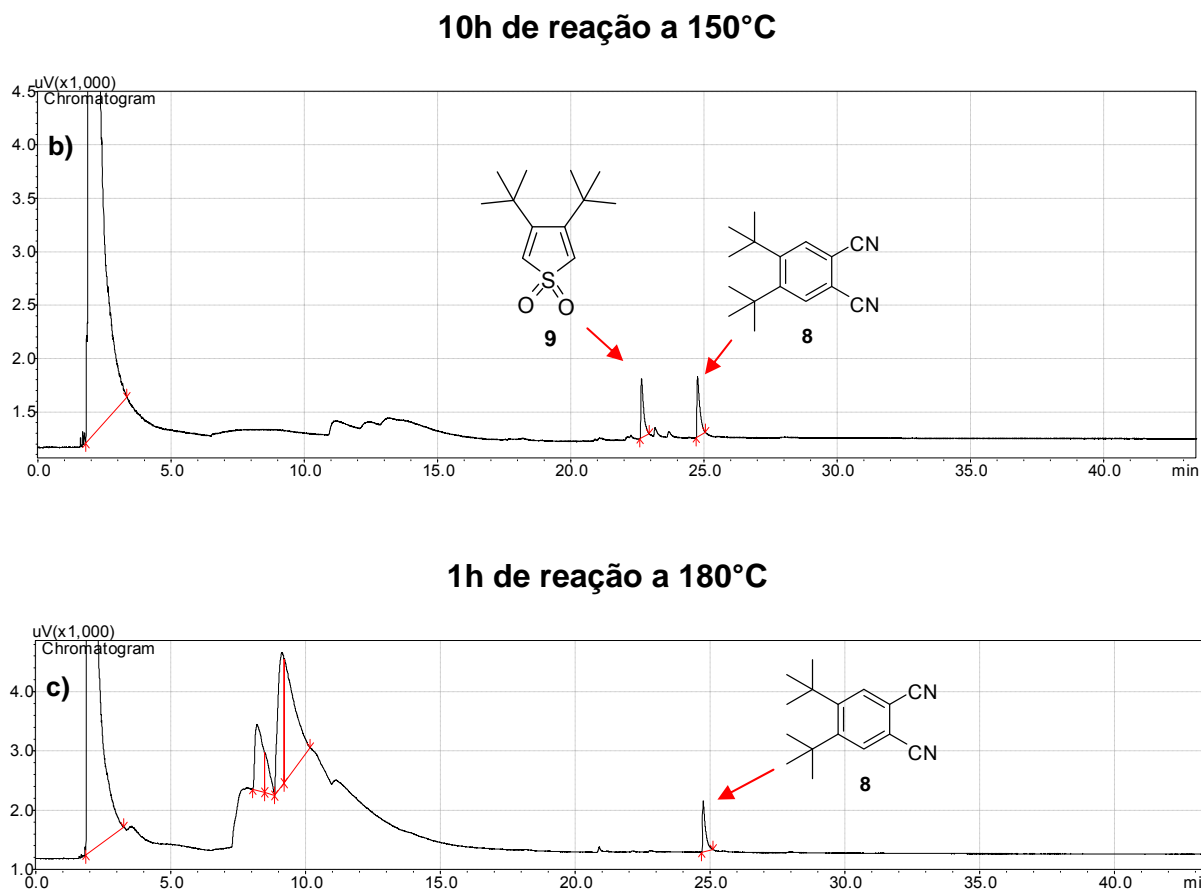 10h de reação a 150°C
uV(x1,000)
Chromatogram
b)
4.5
4.0
3.5
3.0
2.5
2.0
1.5
S
O
O
9
CN
CN
8
0.0 5.0 10.0 15.0 20.0 25.0 30.0 35.0 40.0 min
1h de reação a 180°C
uV(x1,000)
Chromatogram
c)
4.0
3.0
2.0
1.0
CN
CN
8
0.0 5.0 10.0 15.0 20.0 25.0 30.0 35.0 40.0 mi